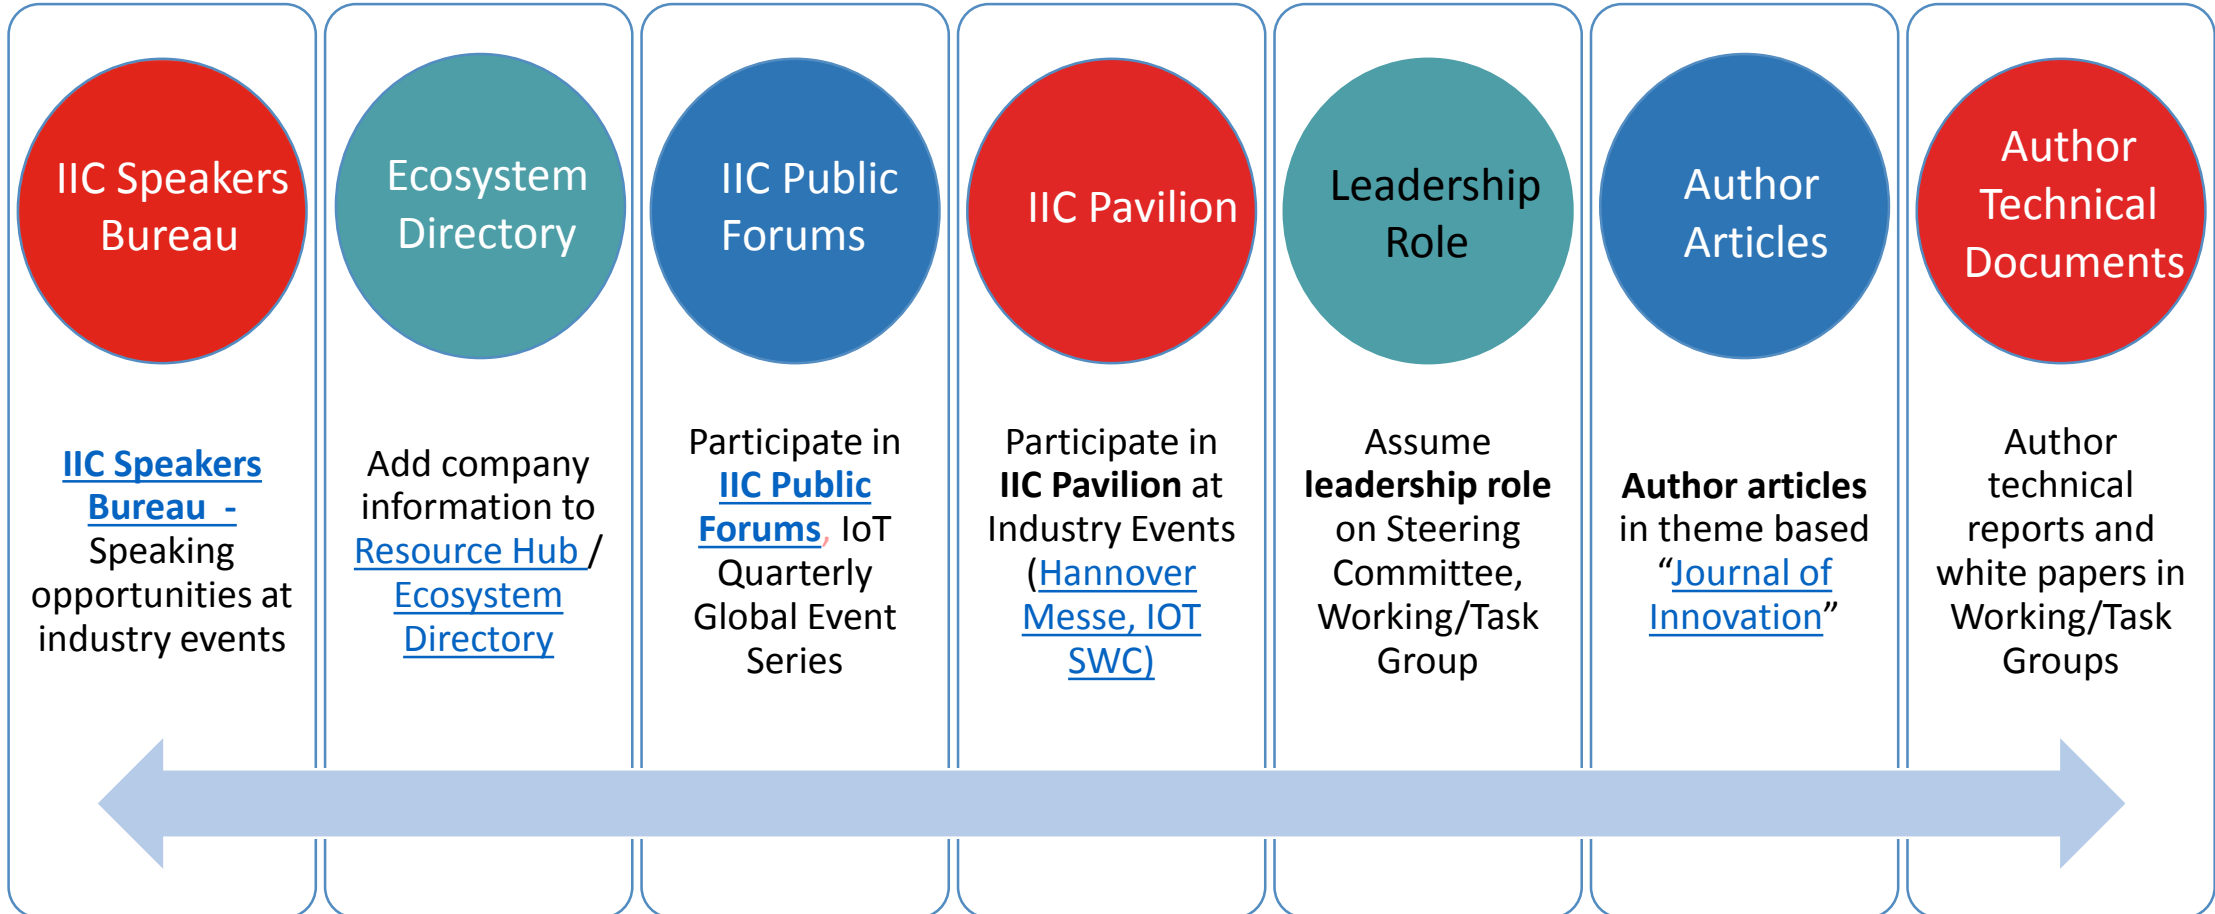 IIC Speakers
Bureau
IIC Speakers
Bureau  -
Speaking
opportunities at
industry events
Ecosystem
Directory
Add company
information to
Resource Hub /
Ecosystem
Directory
IIC Public
Forums
Participate in
IIC Public
Forums, IoT
Quarterly
Global Event
Series
IIC Pavilion
Participate in
IIC Pavilion at
Industry Events
(Hannover
Messe, IOT
SWC)
Leadership
Role
Assume
leadership role
on Steering
Committee,
Working/Task
Group
Author
Articles
Author articles
in theme based
“Journal of
Innovation”
Author
Technical
Documents
Author
technical
reports and
white papers in
Working/Task
Groups